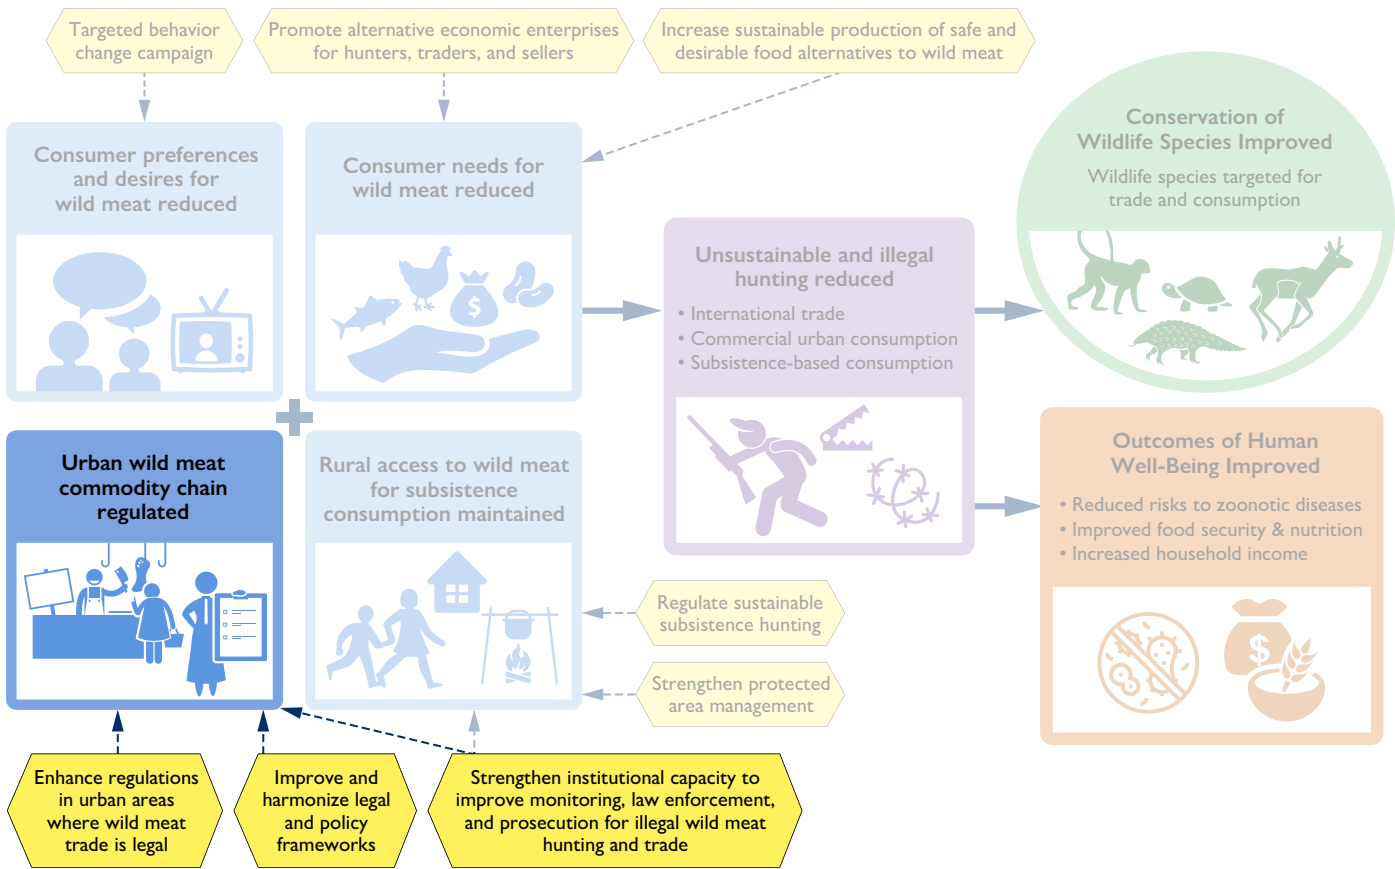 Targeted behavior
change campaign
Promote alternative economic enterprises
for hunters, traders, and sellers
Increase sustainable production of safe and
desirable food alternatives to wild meat
Consumer preferences
and desires for
wild meat reduced
Consumer needs for
wild meat reduced
$
Unsustainable and illegal
hunting reduced
• International trade
• Commercial urban consumption
• Subsistence-based consumption
Conservation of
Wildlife Species Improved
Wildlife species targeted for
trade and consumption
Urban wild meat
commodity chain
regulated
Rural access to wild meat
for subsistence
consumption maintained
Outcomes of Human
Well-Being Improved
• Reduced risks to zoonotic diseases
• Improved food security & nutrition
• Increased household income
$
Regulate sustainable
subsistence hunting
Strengthen protected
area management
Enhance regulations
in urban areas
where wild meat
trade is legal
Improve and
harmonize legal
and policy
frameworks
Strengthen institutional capacity to
improve monitoring, law enforcement,
and prosecution for illegal wild meat
hunting and trade